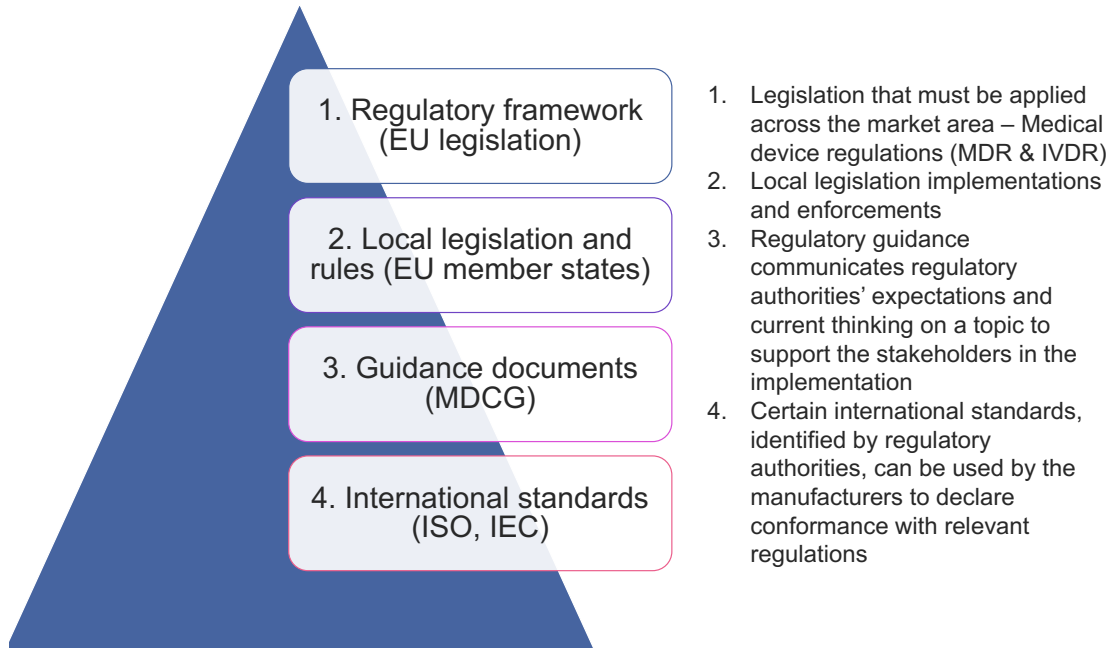 1. Regulatory framework
(EU legislation)
2. Local legislation and
rules (EU member states)
3. Guidance documents
(MDCG)
4. International standards
(ISO, IEC)
1. Legislation that must be applied
across the market area – Medical
device regulations (MDR & IVDR)
2. Local legislation implementations
and enforcements
3. Regulatory guidance
communicates regulatory
authorities’ expectations and
current thinking on a topic to
support the stakeholders in the
implementation
4. Certain international standards,
identified by regulatory
authorities, can be used by the
manufacturers to declare
conformance with relevant
regulations